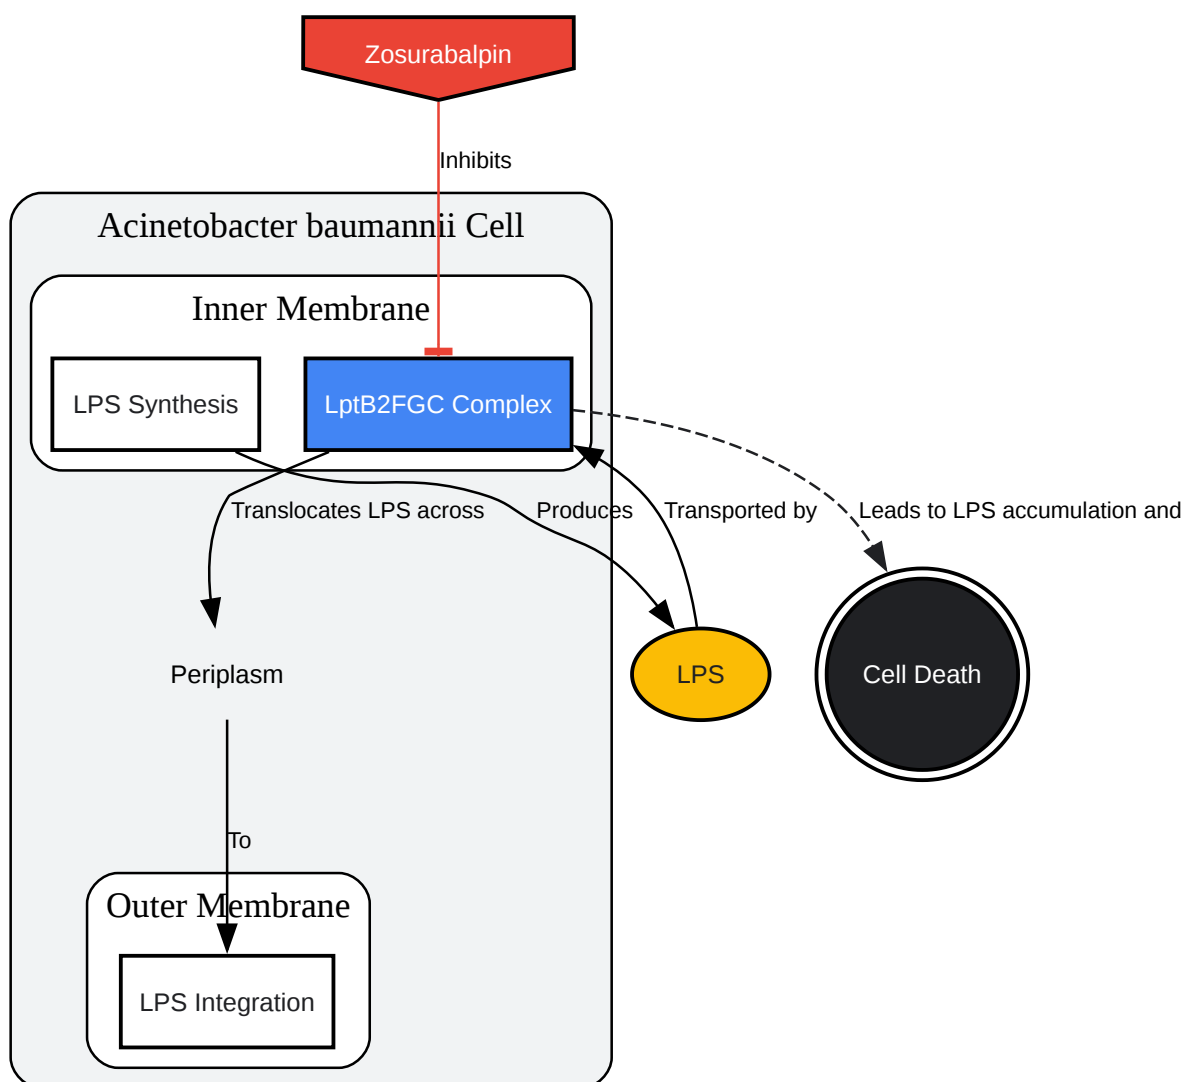 Zosurabalpin
Inhibits
Acinetobacter baumannii Cell
Inner Membrane
LPS Synthesis
LptB2FGC Complex
Translocates LPS across
Produces
Transported by
Leads to LPS accumulation and
Periplasm
LPS
Cell Death
To
Outer Membrane
LPS Integration